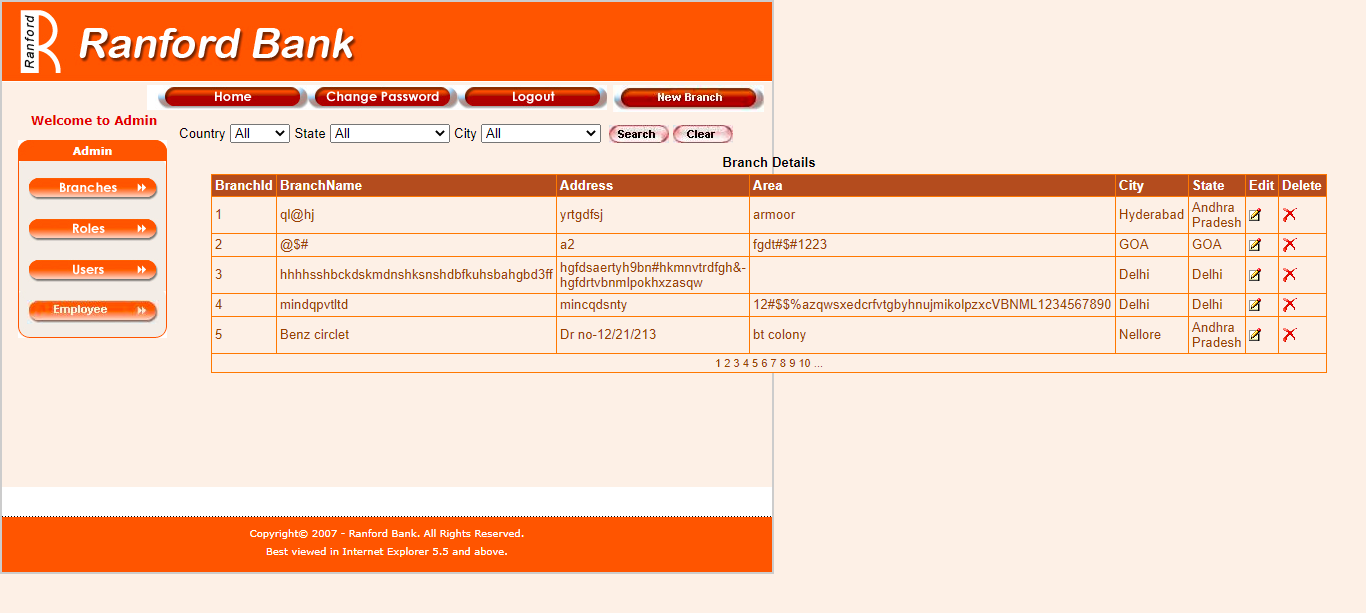 Ranford
Ranford Bank
Home Change Password Logout New Branch
Welcome to Admin
Country All State All City All Search Clear
Admin
Branches
Roles
Users
Employee
Branch Details
BranchId BranchName Address Area City State Edit Delete
1 ql@hj yrtgdfsj armoor Hyderabad Andhra
Pradesh
2 @$# a2 fgdt#$#1223 GOA GOA
3 hhhhsshbckdskmdnshksnshdbfkuhsbahgbd3ff hgfdsaertyh9bn#hkmnvtrdfgh&- Delhi Delhi
hgfdrtvbnmlpokhxzasqw
4 mindqpvtltd mincqdsnty 12#$$%azqwsxedcrfvtgbyhnujmikolpzxcVBNML1234567890 Delhi Delhi
5 Benz circlet Dr no-12/21/213 bt colony Nellore Andhra
Pradesh
1 2 3 4 5 6 7 8 9 10 ...
Copyright© 2007 - Ranford Bank. All Rights Reserved.
Best viewed in Internet Explorer 5.5 and above.